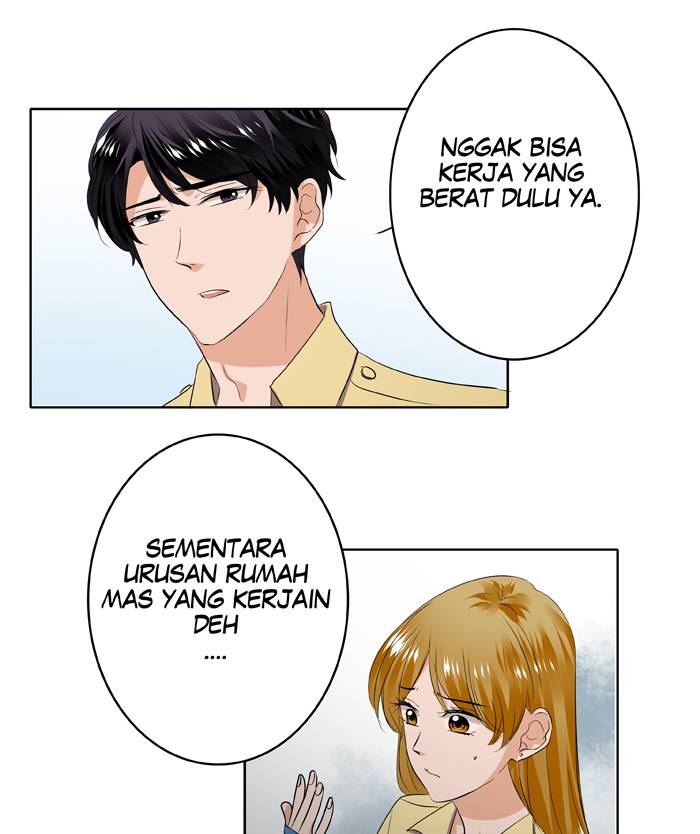 NGGAK BISA
KERJA YANG
BERAT DULU YA.
SEMENTARA
URUSAN RUMAH
MAS YANG KERJAIN
DEH
....